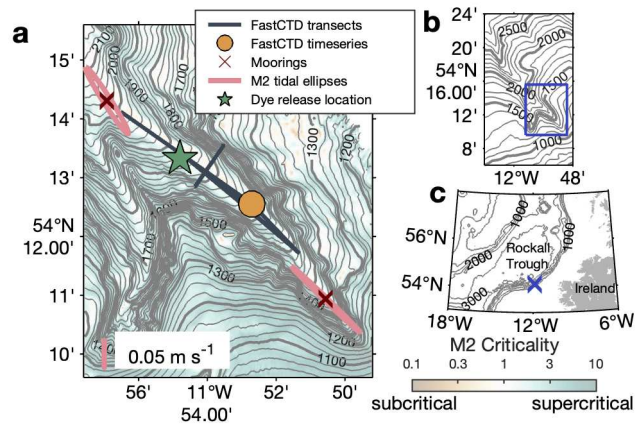 a
FastCTD transects
FastCTD timeseries
Moorings
M2 tidal ellipses
Dye release location
15'
14'
13'
54°N
12.00'
11'
10'
2000
1900
1800
1700
1300
1200
1500
1700
1300
1200
1100
0.05 m s⁻¹
56'
11°W
54.00'
52'
50'
b
24'
20'
54°N
16.00'
12'
8'
2500
2000
2000
1500
1500
1000
12°W
48'
c
56°N
54°N
1000
1000
2000
3000
Rockall
Trough
Ireland
18°W
12°W
6°W
M2 Criticality
0.1
0.3
1
3
10
subcritical
supercritical